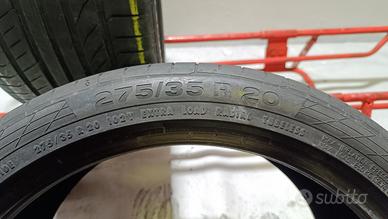 275/35 R 20
275/35 R 20 102Y EXTRA LOAD RADIAL TUBELESS
subito